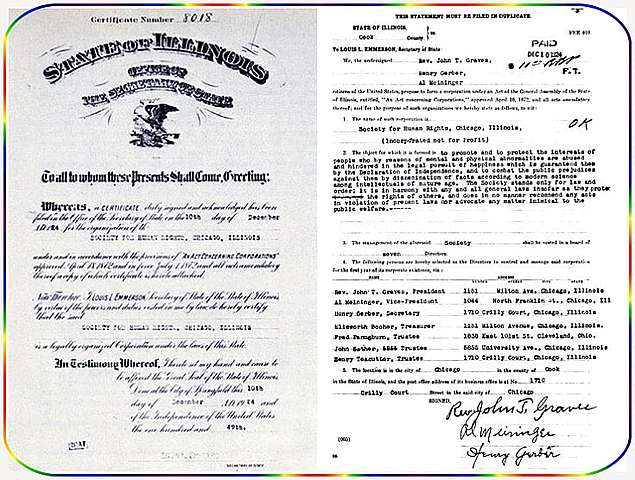 Certificate Number 8018
STATE OF ILLINOIS
OFFICE OF
THE SECRETARY OF STATE
To all to whom these Presents Shall Come, Greeting:
Whereas, a CERTIFICATE, duly signed and acknowledged has been
filed in the Office of the Secretary of State on the 10th day of December
A.D. 1924 for the organization of the
SOCIETY FOR HUMAN RIGHTS, CHICAGO, ILLINOIS
under and in accordance with the provisions of "AN ACT CONCERNING CORPORATIONS"
approved April 18, 1872, and in force July 1, 1872, and all acts amendatory
thereof, a copy of which certificate is hereto attached.
Now Therefore, I, LOUIS L. EMMERSON, Secretary of State of the State of Illinois,
by virtue of the powers and duties vested in me by law, do hereby certify
that the said
SOCIETY FOR HUMAN RIGHTS, CHICAGO, ILLINOIS
is a legally organized Corporation under the laws of this State.
In Testimony Whereof, I hereto set my hand and cause to
be affixed the Great Seal of the State of Illinois,
Done at the City of Springfield this 10th
day of December A.D. 1924 and
of the Independence of the United States
the one hundred and 49th.
THIS STATEMENT MUST BE FILED IN DUPLICATE.
STATE OF ILLINOIS,
Cook County
PAID
DEC 10 1924
F.T.
To LOUIS L. EMMERSON, Secretary of State:
We, the undersigned Rev. John T. Graves,
Henry Gerber,
Al Meininger
citizens of the United States, propose to form a corporation under an Act of the General Assembly of the State
of Illinois, entitled, "An Act concerning Corporations," approved April 18, 1872, and all acts amendatory
thereof; and for the purpose of such organization we hereby state as follows, to wit:
1. The name of such corporation is
Society for Human Rights, Chicago, Illinois,
OK
(Incorporated not for Profit)
2. The object for which it is formed is to promote and to protect the interests of
people who by reasons of mental and physical abnormalities are abused
and hindered in the legal pursuit of happiness which is guaranteed them
by the Declaration of Independence, and to combat the public prejudices
against them by dissemination of facts according to modern science
among intellectuals of mature age. The Society stands only for law and
order; it is in harmony with any and all general laws insofar as they protect
the rights of others, and does in no manner recommend any acts
in violation of present laws nor advocate any matter inimical to the
public welfare.------
3. The management of the aforesaid Society shall be vested in a board of
seven Directors.
4. The following persons are hereby selected as the Directors to control and manage said corporation
for the first year of its corporate existence, viz.:
Rev. John T. Graves, President 1151 Milton Ave, Chicago, Illinois
Al Meininger, Vice-President 1044 North Franklin St., Chicago, Ill
Henry Gerber, Secretary 1710 Crilly Court, Chicago, Illinois
Ellsworth Booher, Treasurer 1151 Milton Avenue, Chicago, Illinois
Fred Farngburn, Trustee 1038 East 101st St. Cleveland, Ohio.
John Sather, Trustee 5855 University Ave., Chicago, Illinois
Henry Teacutter, Trustee 1710 Crilly Court, Chicago, Illinois
5. The location is in city of Chicago in the county of Cook
in the State of Illinois, and the post office address of its business office is at No. 1710
Crilly Court Street in the said city of Chicago
SIGNED,
Rev. John T. Graves
Al Meininger
Henry Gerber